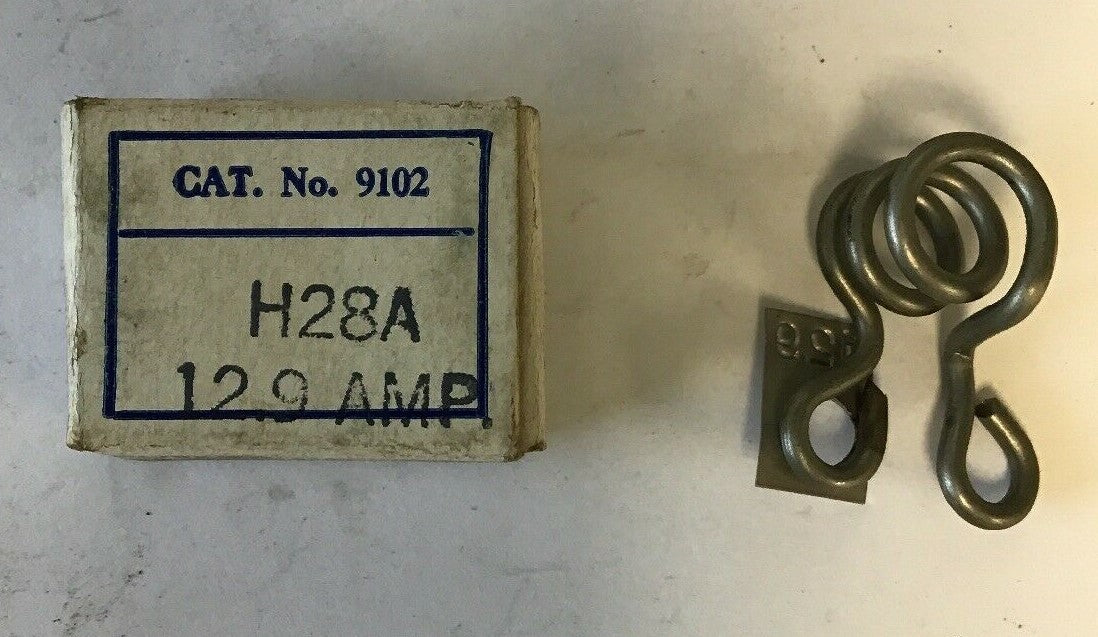 CAT. No. 9102
H28A
12.9 AMP.